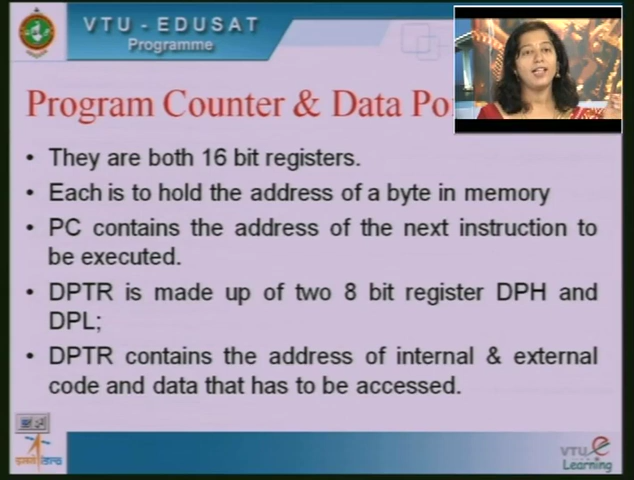 VTU - EDUSAT
Programme
Program Counter & Data Po
• They are both 16 bit registers.
• Each is to hold the address of a byte in memory
• PC contains the address of the next instruction to
be executed.
• DPTR is made up of two 8 bit register DPH and
DPL;
• DPTR contains the address of internal & external
code and data that has to be accessed.
VTU e
Learning